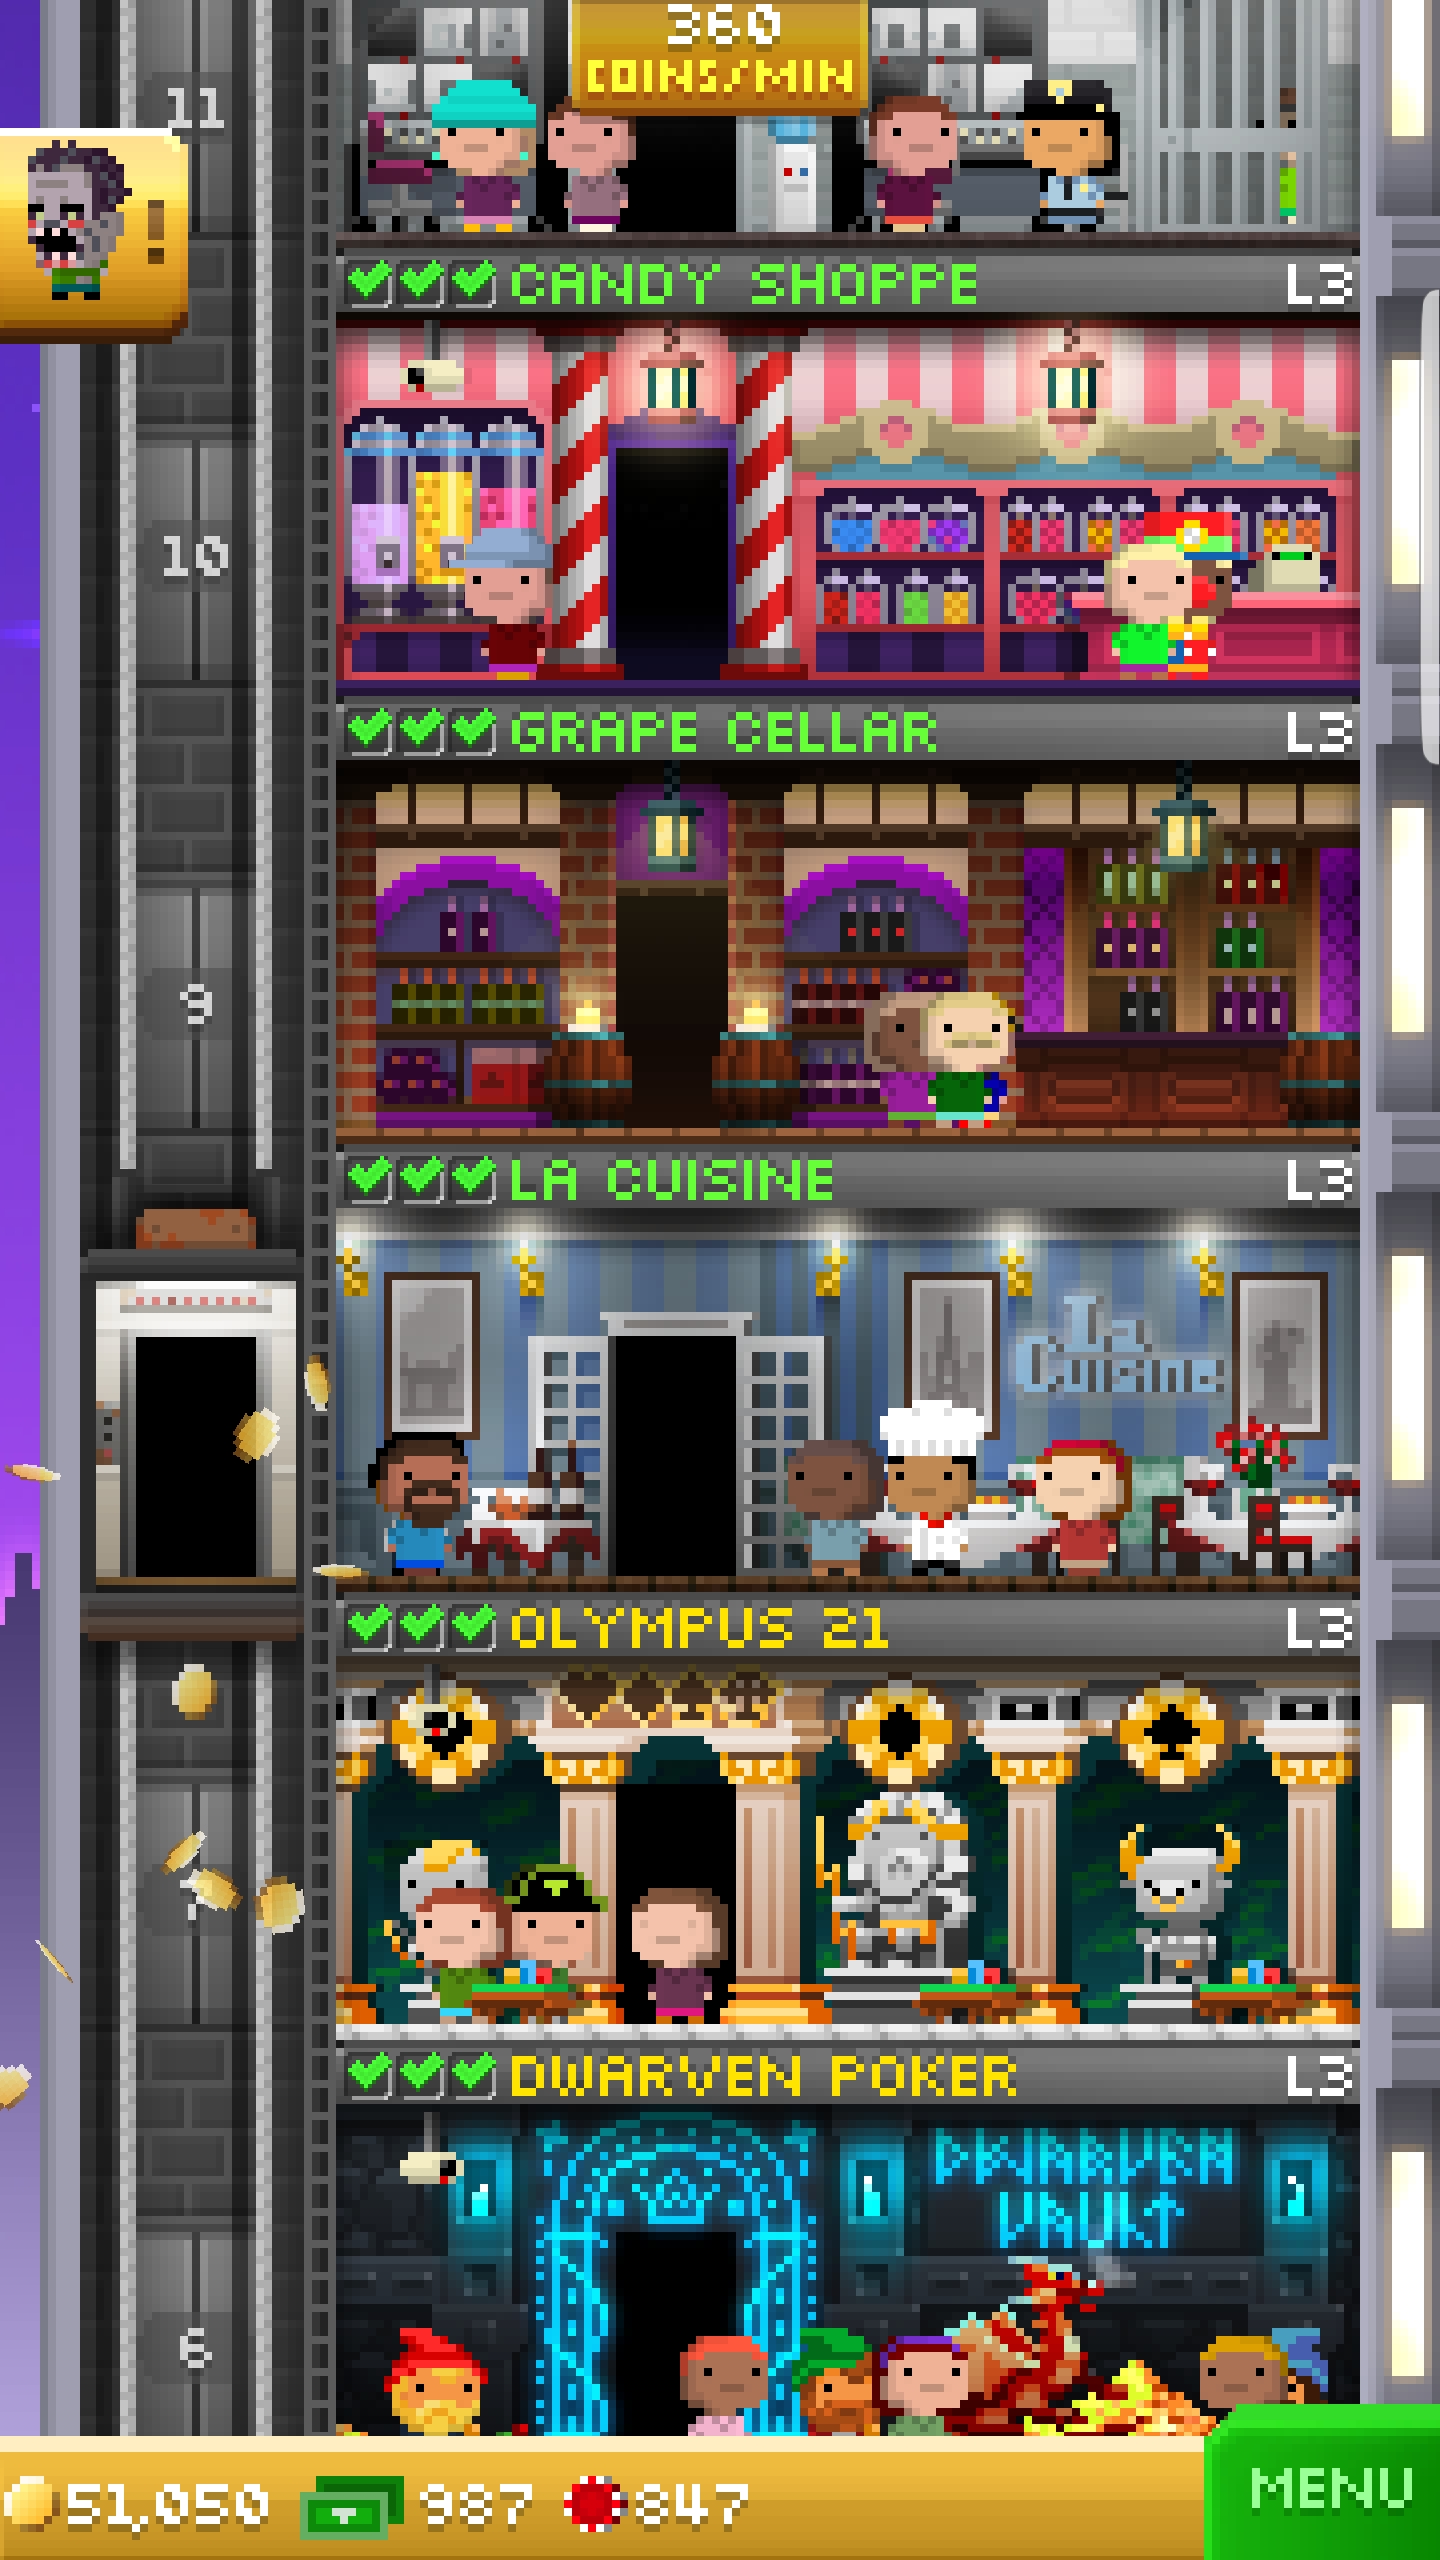 360
COINS/MIN
11
!
CANDY SHOPPE L3
10
GRAPE CELLAR L3
9
LA CUISINE L3
La
Cuisine
OLYMPUS 21 L3
DWARVEN POKER L3
DWARVEN
VAULT
6
51,050 987 847
MENU